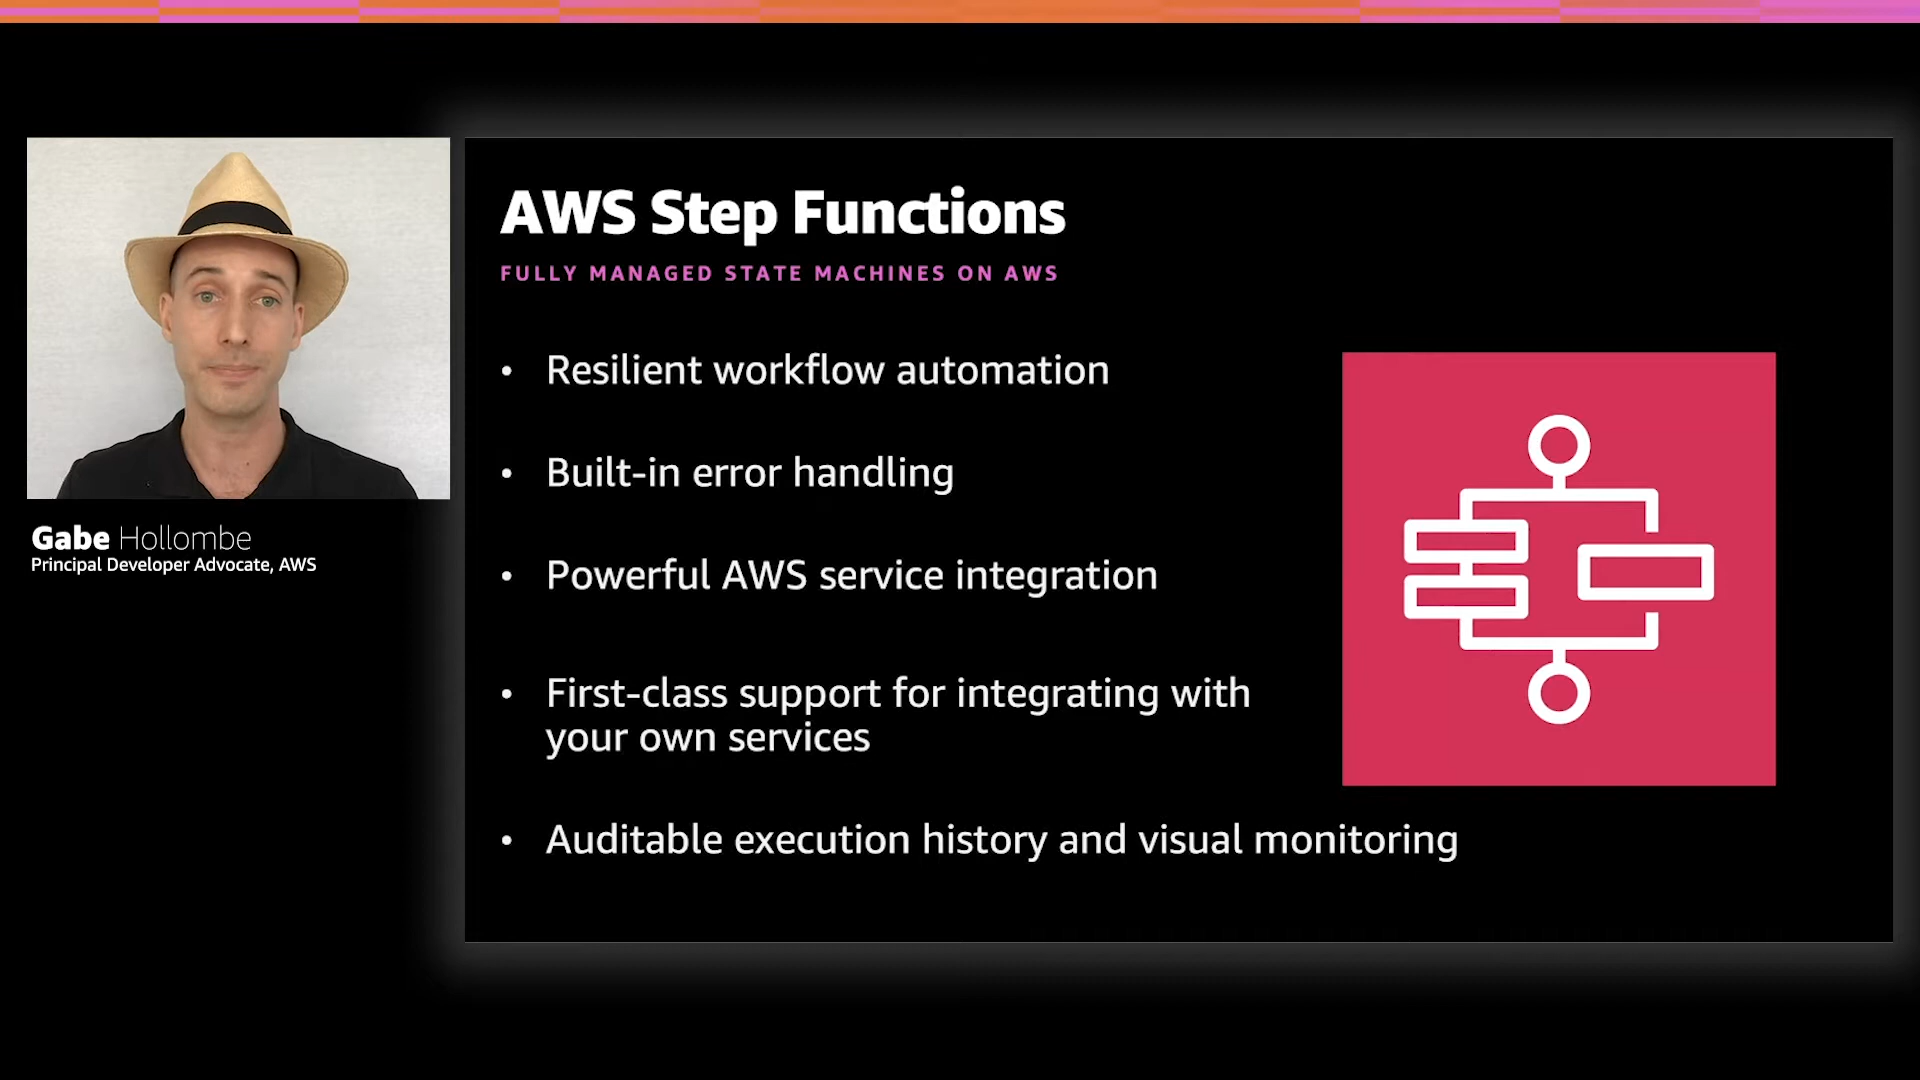 AWS Step Functions
FULLY MANAGED STATE MACHINES ON AWS
• Resilient workflow automation
• Built-in error handling
• Powerful AWS service integration
• First-class support for integrating with
your own services
• Auditable execution history and visual monitoring
Gabe Hollombe
Principal Developer Advocate, AWS